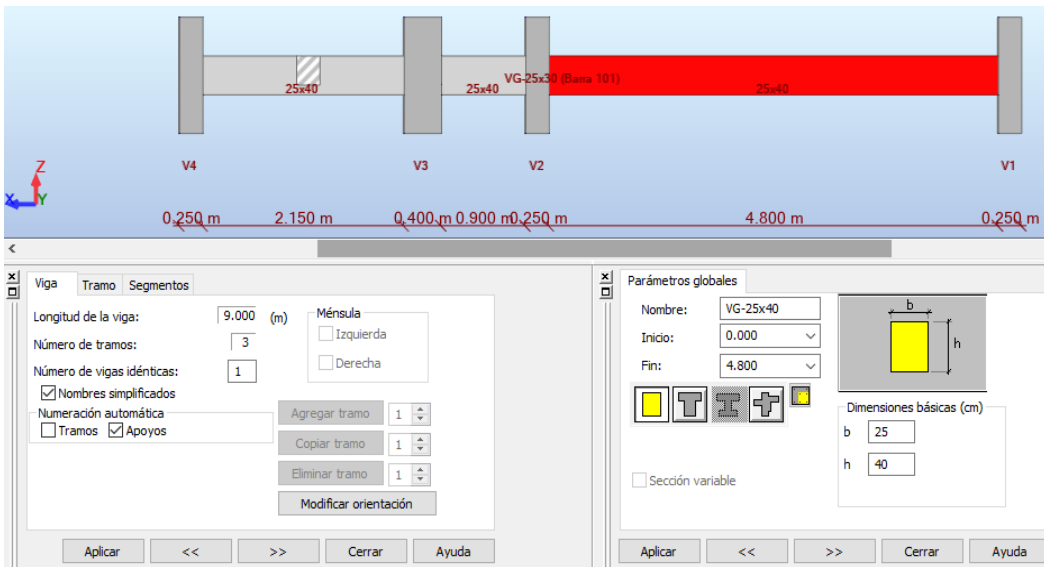 VG-25x30 (Barra 101)
25x40 25x40 25x40
Z
X Y
V4 V3 V2 V1
0.250 m 2.150 m 0.400 m 0.900 m 0.250 m 4.800 m 0.250 m
Viga Tramo Segmentos
Longitud de la viga: 9.000 (m)
Número de tramos: 3
Número de vigas idénticas: 1
Nombres simplificados
Numeración automática
Tramos Apoyos
Ménsula
Izquierda
Derecha
Agregar tramo 1
Copiar tramo 1
Eliminar tramo 1
Modificar orientación
Aplicar << >> Cerrar Ayuda
Parámetros globales
Nombre: VG-25x40
Inicio: 0.000
Fin: 4.800
b
h
Sección variable
Dimensiones básicas (cm)
b 25
h 40
Aplicar << >> Cerrar Ayuda